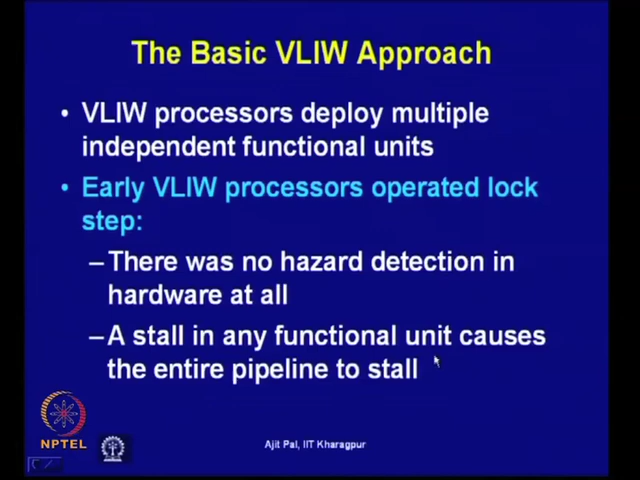 The Basic VLIW Approach
• VLIW processors deploy multiple
independent functional units
• Early VLIW processors operated lock
step:
–There was no hazard detection in
hardware at all
–A stall in any functional unit causes
the entire pipeline to stall
NPTEL
Ajit Pal, IIT Kharagpur